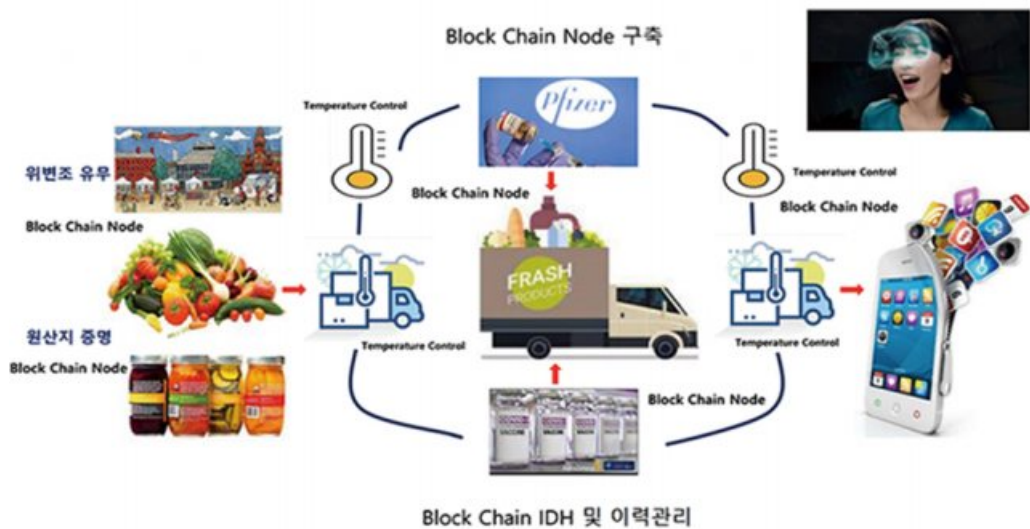 Block Chain Node 구축
Temperature Control
pfizer
위변조 유무
Temperature Control
Block Chain Node
Block Chain Node
Block Chain Node
FRASH
PRODUCTS
원산지 증명
Temperature Control
Temperature Control
Block Chain Node
Block Chain Node
VACCINE
VACCINE
Block Chain IDH 및 이력관리